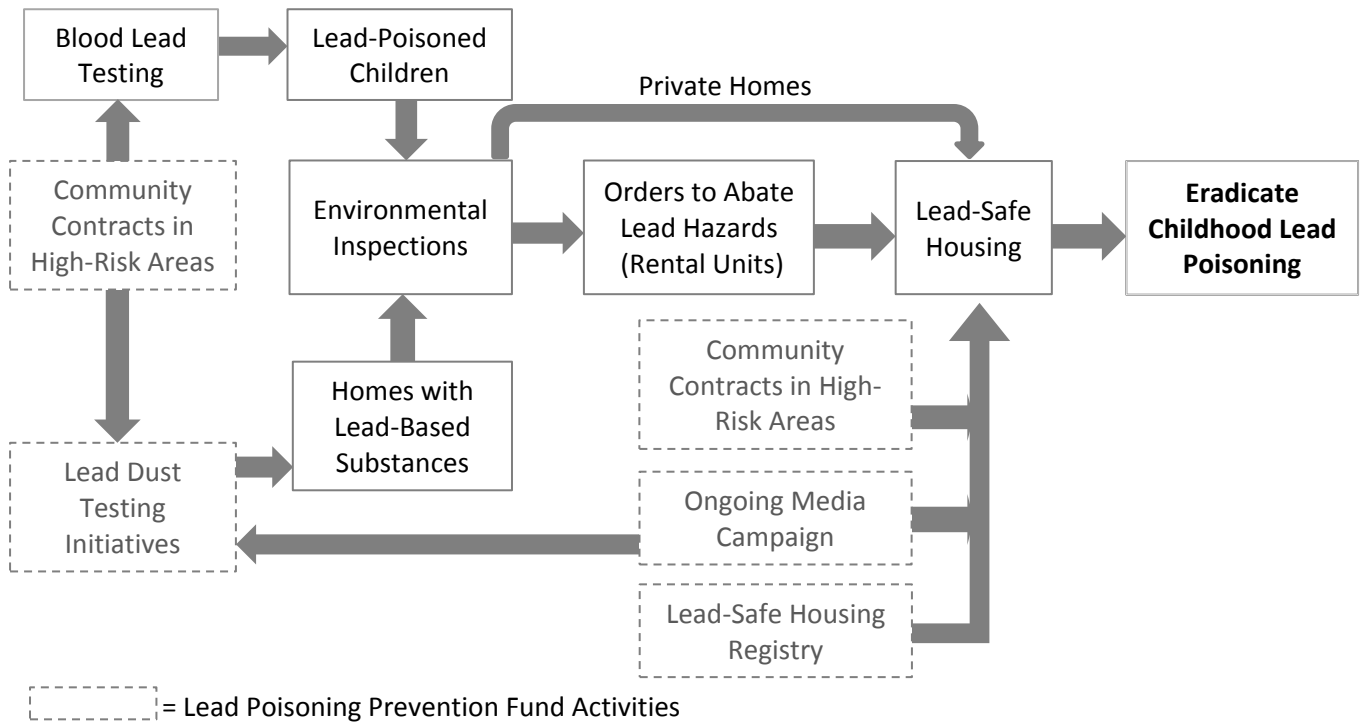 Blood Lead
Testing
Lead-Poisoned
Children
Private Homes
Community
Contracts in
High-Risk Areas
Environmental
Inspections
Orders to Abate
Lead Hazards
(Rental Units)
Lead-Safe
Housing
Eradicate
Childhood Lead
Poisoning
Homes with
Lead-Based
Substances
Community
Contracts in High-
Risk Areas
Lead Dust
Testing
Initiatives
Ongoing Media
Campaign
Lead-Safe Housing
Registry
= Lead Poisoning Prevention Fund Activities